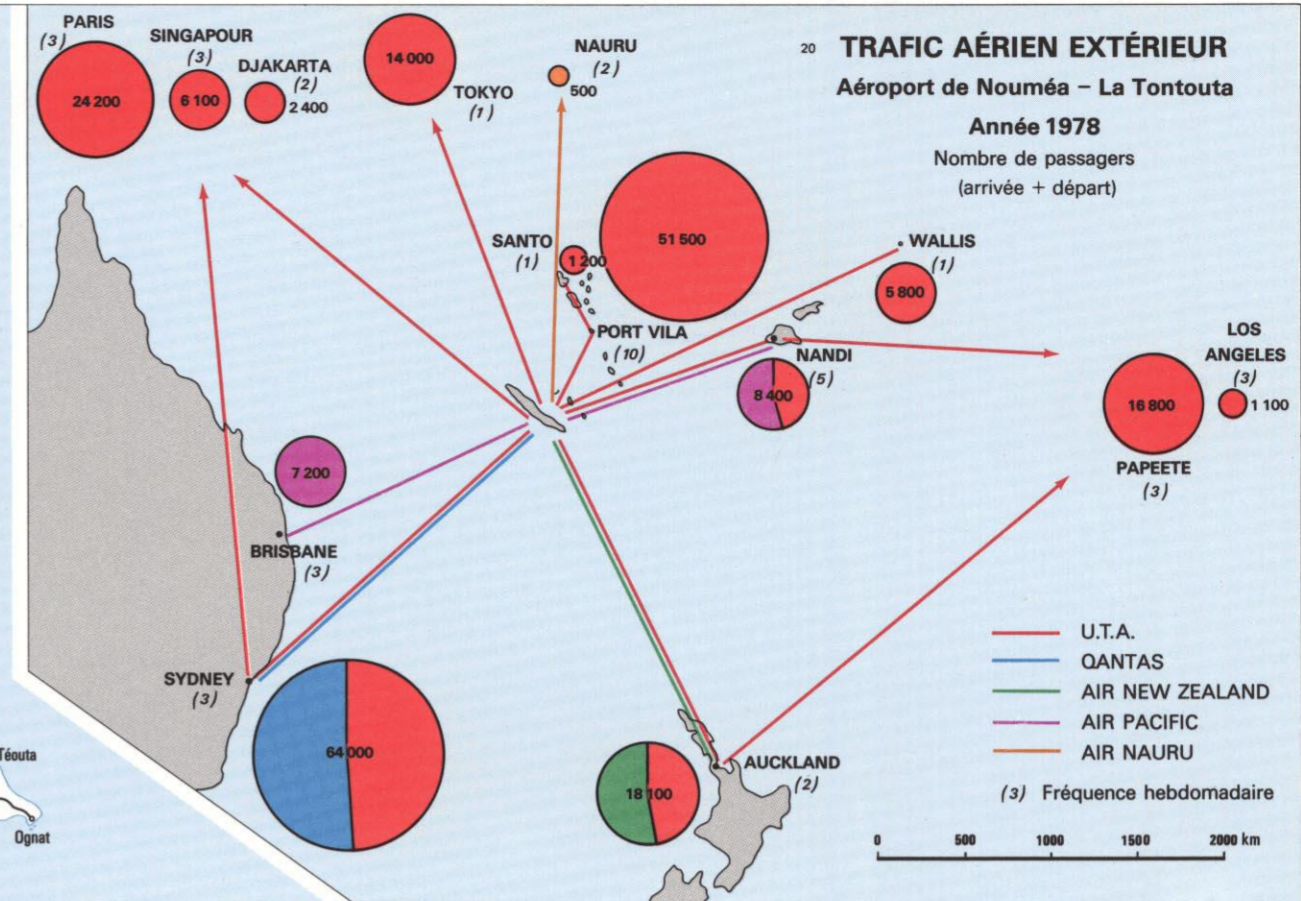 20 TRAFIC AÉRIEN EXTÉRIEUR
Aéroport de Nouméa – La Tontouta
Année 1978
Nombre de passagers
(arrivée + départ)
PARIS
(3)
24 200
SINGAPOUR
(3)
6 100
DJAKARTA
(2)
2 400
14 000
TOKYO
(1)
NAURU
(2)
500
SANTO
(1)
1 200
51 500
PORT VILA
(10)
WALLIS
(1)
5 800
NANDI
(5)
8 400
LOS
ANGELES
(3)
1 100
16 800
PAPEETE
(3)
7 200
BRISBANE
(3)
SYDNEY
(3)
64 000
18 100
AUCKLAND
(2)
U.T.A.
QANTAS
AIR NEW ZEALAND
AIR PACIFIC
AIR NAURU
(3) Fréquence hebdomadaire
0 500 1000 1500 2000 km
Téouta
Ognat